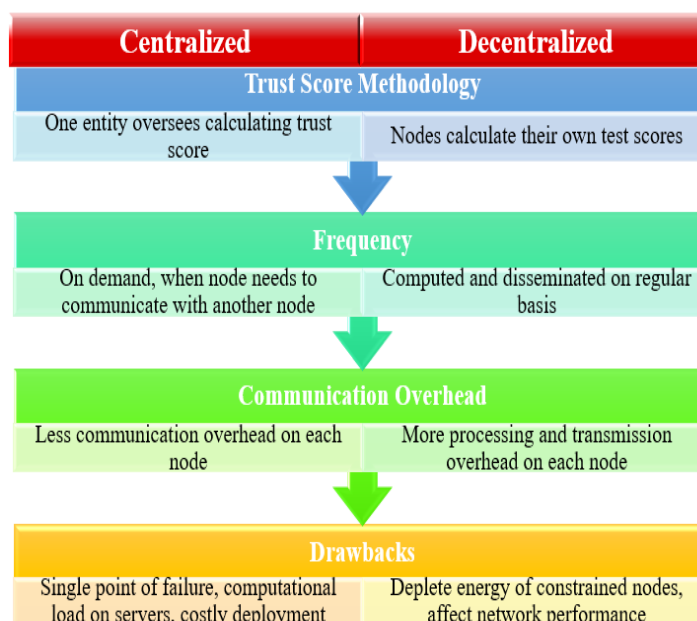 Centralized Decentralized
Trust Score Methodology
One entity oversees calculating trust
score
Nodes calculate their own test scores
Frequency
On demand, when node needs to
communicate with another node
Computed and disseminated on regular
basis
Communication Overhead
Less communication overhead on each
node
More processing and transmission
overhead on each node
Drawbacks
Single point of failure, computational
load on servers, costly deployment
Deplete energy of constrained nodes,
affect network performance